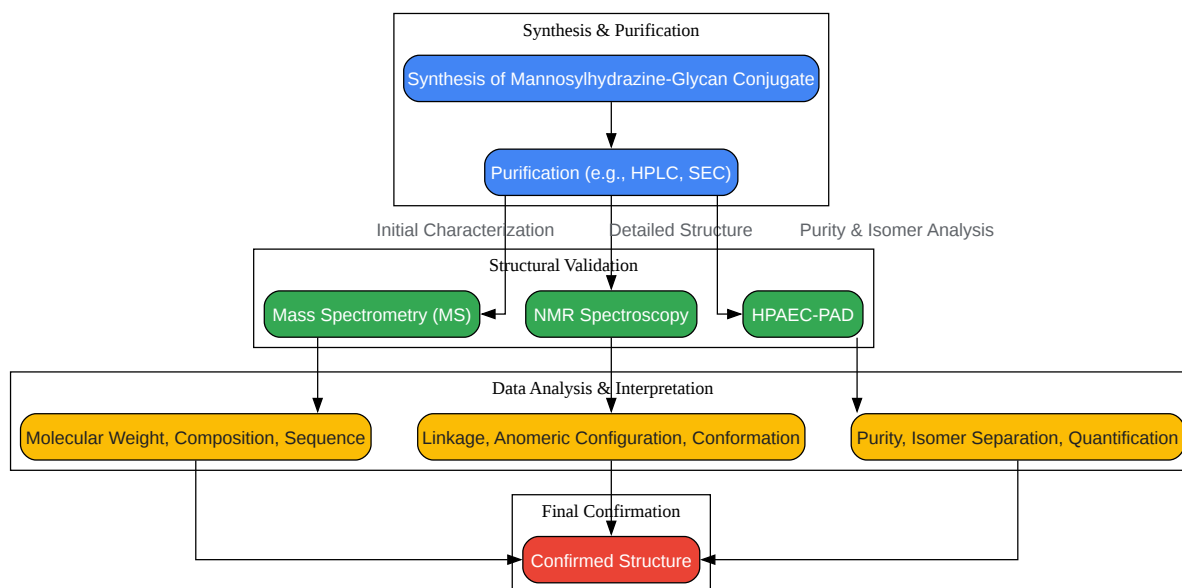 Synthesis & Purification
Synthesis of Mannosylhydrazine-Glycan Conjugate
Purification (e.g., HPLC, SEC)
Initial Characterization
Detailed Structure
Purity & Isomer Analysis
Structural Validation
Mass Spectrometry (MS)
NMR Spectroscopy
HPAEC-PAD
Data Analysis & Interpretation
Molecular Weight, Composition, Sequence
Linkage, Anomeric Configuration, Conformation
Purity, Isomer Separation, Quantification
Final Confirmation
Confirmed Structure